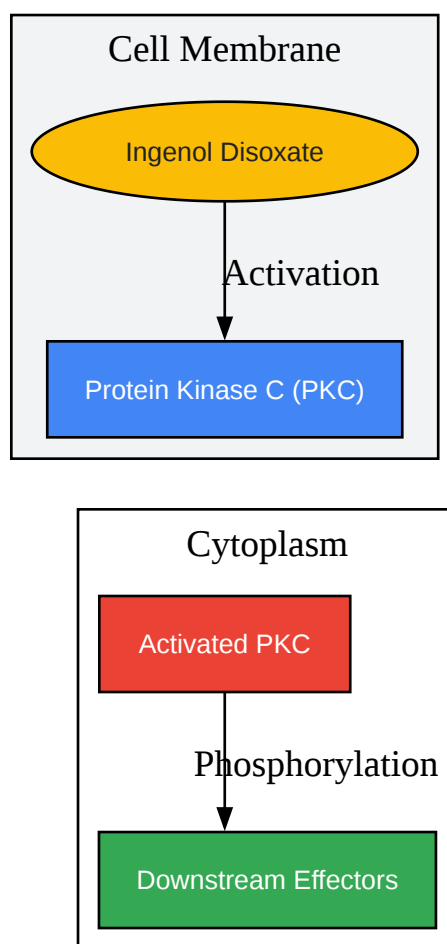 Cell Membrane
Ingenol Disoxate
Activation
Protein Kinase C (PKC)
Cytoplasm
Activated PKC
Phosphorylation
Downstream Effectors